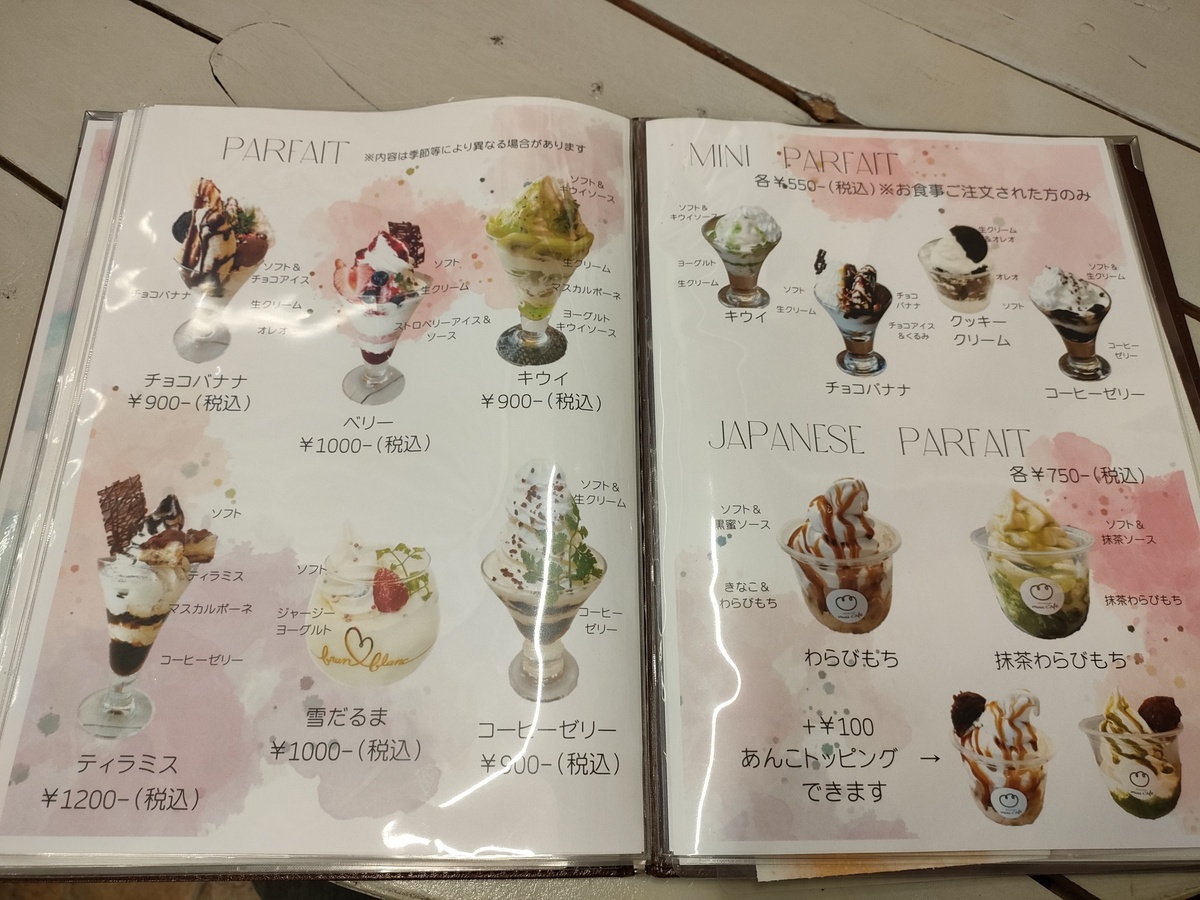 PARFAIT ※内容は季節等により異なる場合があります
ソフト&
チョコアイス
チョコバナナ
生クリーム
オレオ
チョコバナナ
¥900-(税込)
ソフト
生クリーム
ストロベリーアイス&
ソース
ベリー
¥1000-(税込)
ソフト&
キウイソース
生クリーム
マスカルポーネ
ヨーグルト
キウイソース
キウイ
¥900-(税込)
ソフト
ティラミス
マスカルポーネ
コーヒーゼリー
ティラミス
¥1200-(税込)
ソフト
ジャージー
ヨーグルト
brun blanc
雪だるま
¥1000-(税込)
ソフト&
生クリーム
コーヒー
ゼリー
コーヒーゼリー
¥900-(税込)
MINI PARFAIT
各¥550-(税込)※お食事ご注文された方のみ
ソフト&
キウイソース
ヨーグルト
生クリーム
キウイ
ソフト
生クリーム
チョコ
バナナ
チョコアイス
&くるみ
チョコバナナ
生クリーム
&オレオ
オレオ
ソフト
クッキー
クリーム
ソフト&
生クリーム
コーヒー
ゼリー
コーヒーゼリー
JAPANESE PARFAIT
各¥750-(税込)
ソフト&
黒蜜ソース
きなこ&
わらびもち
わらびもち
ソフト&
抹茶ソース
抹茶わらびもち
抹茶わらびもち
+¥100
あんこトッピング →
できます